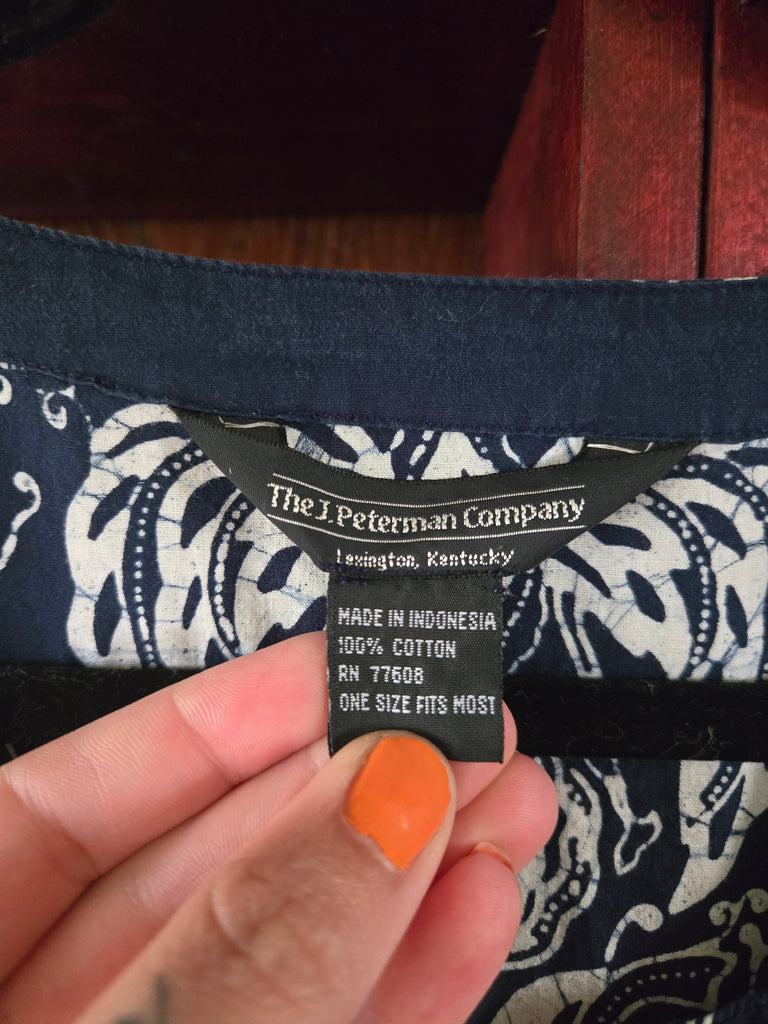 The J. Peterman Company
Lexington, Kentucky
MADE IN INDONESIA
100% COTTON
RN 77608
ONE SIZE FITS MOST